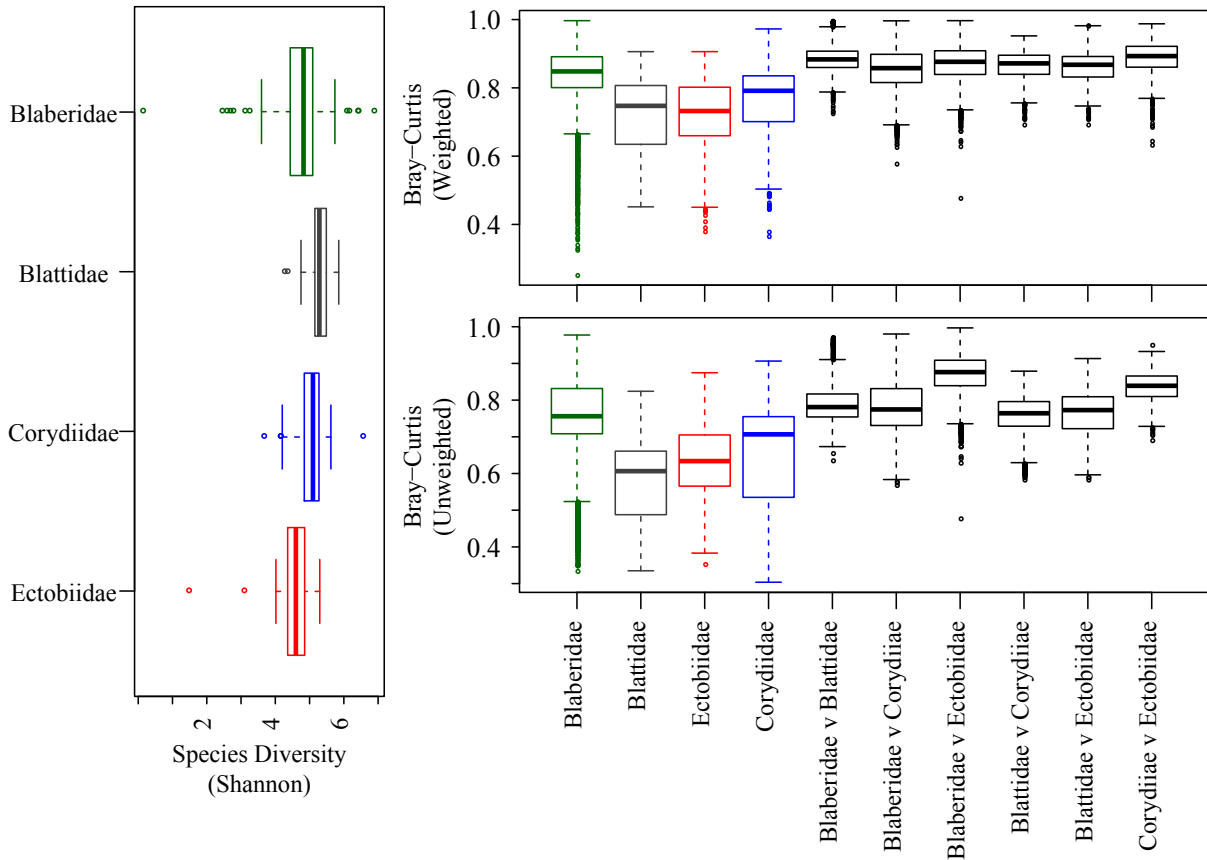 Blaberidae
Blattidae
Corydiidae
Ectobiidae
2
4
6
Species Diversity
(Shannon)
Bray−Curtis
(Weighted)
1.0
0.8
0.6
0.4
Bray−Curtis
(Unweighted)
1.0
0.8
0.6
0.4
Blaberidae
Blattidae
Ectobiidae
Corydiidae
Blaberidae v Blattidae
Blaberidae v Corydiiae
Blaberidae v Ectobiidae
Blattidae v Corydiiae
Blattidae v Ectobiidae
Corydiiae v Ectobiidae